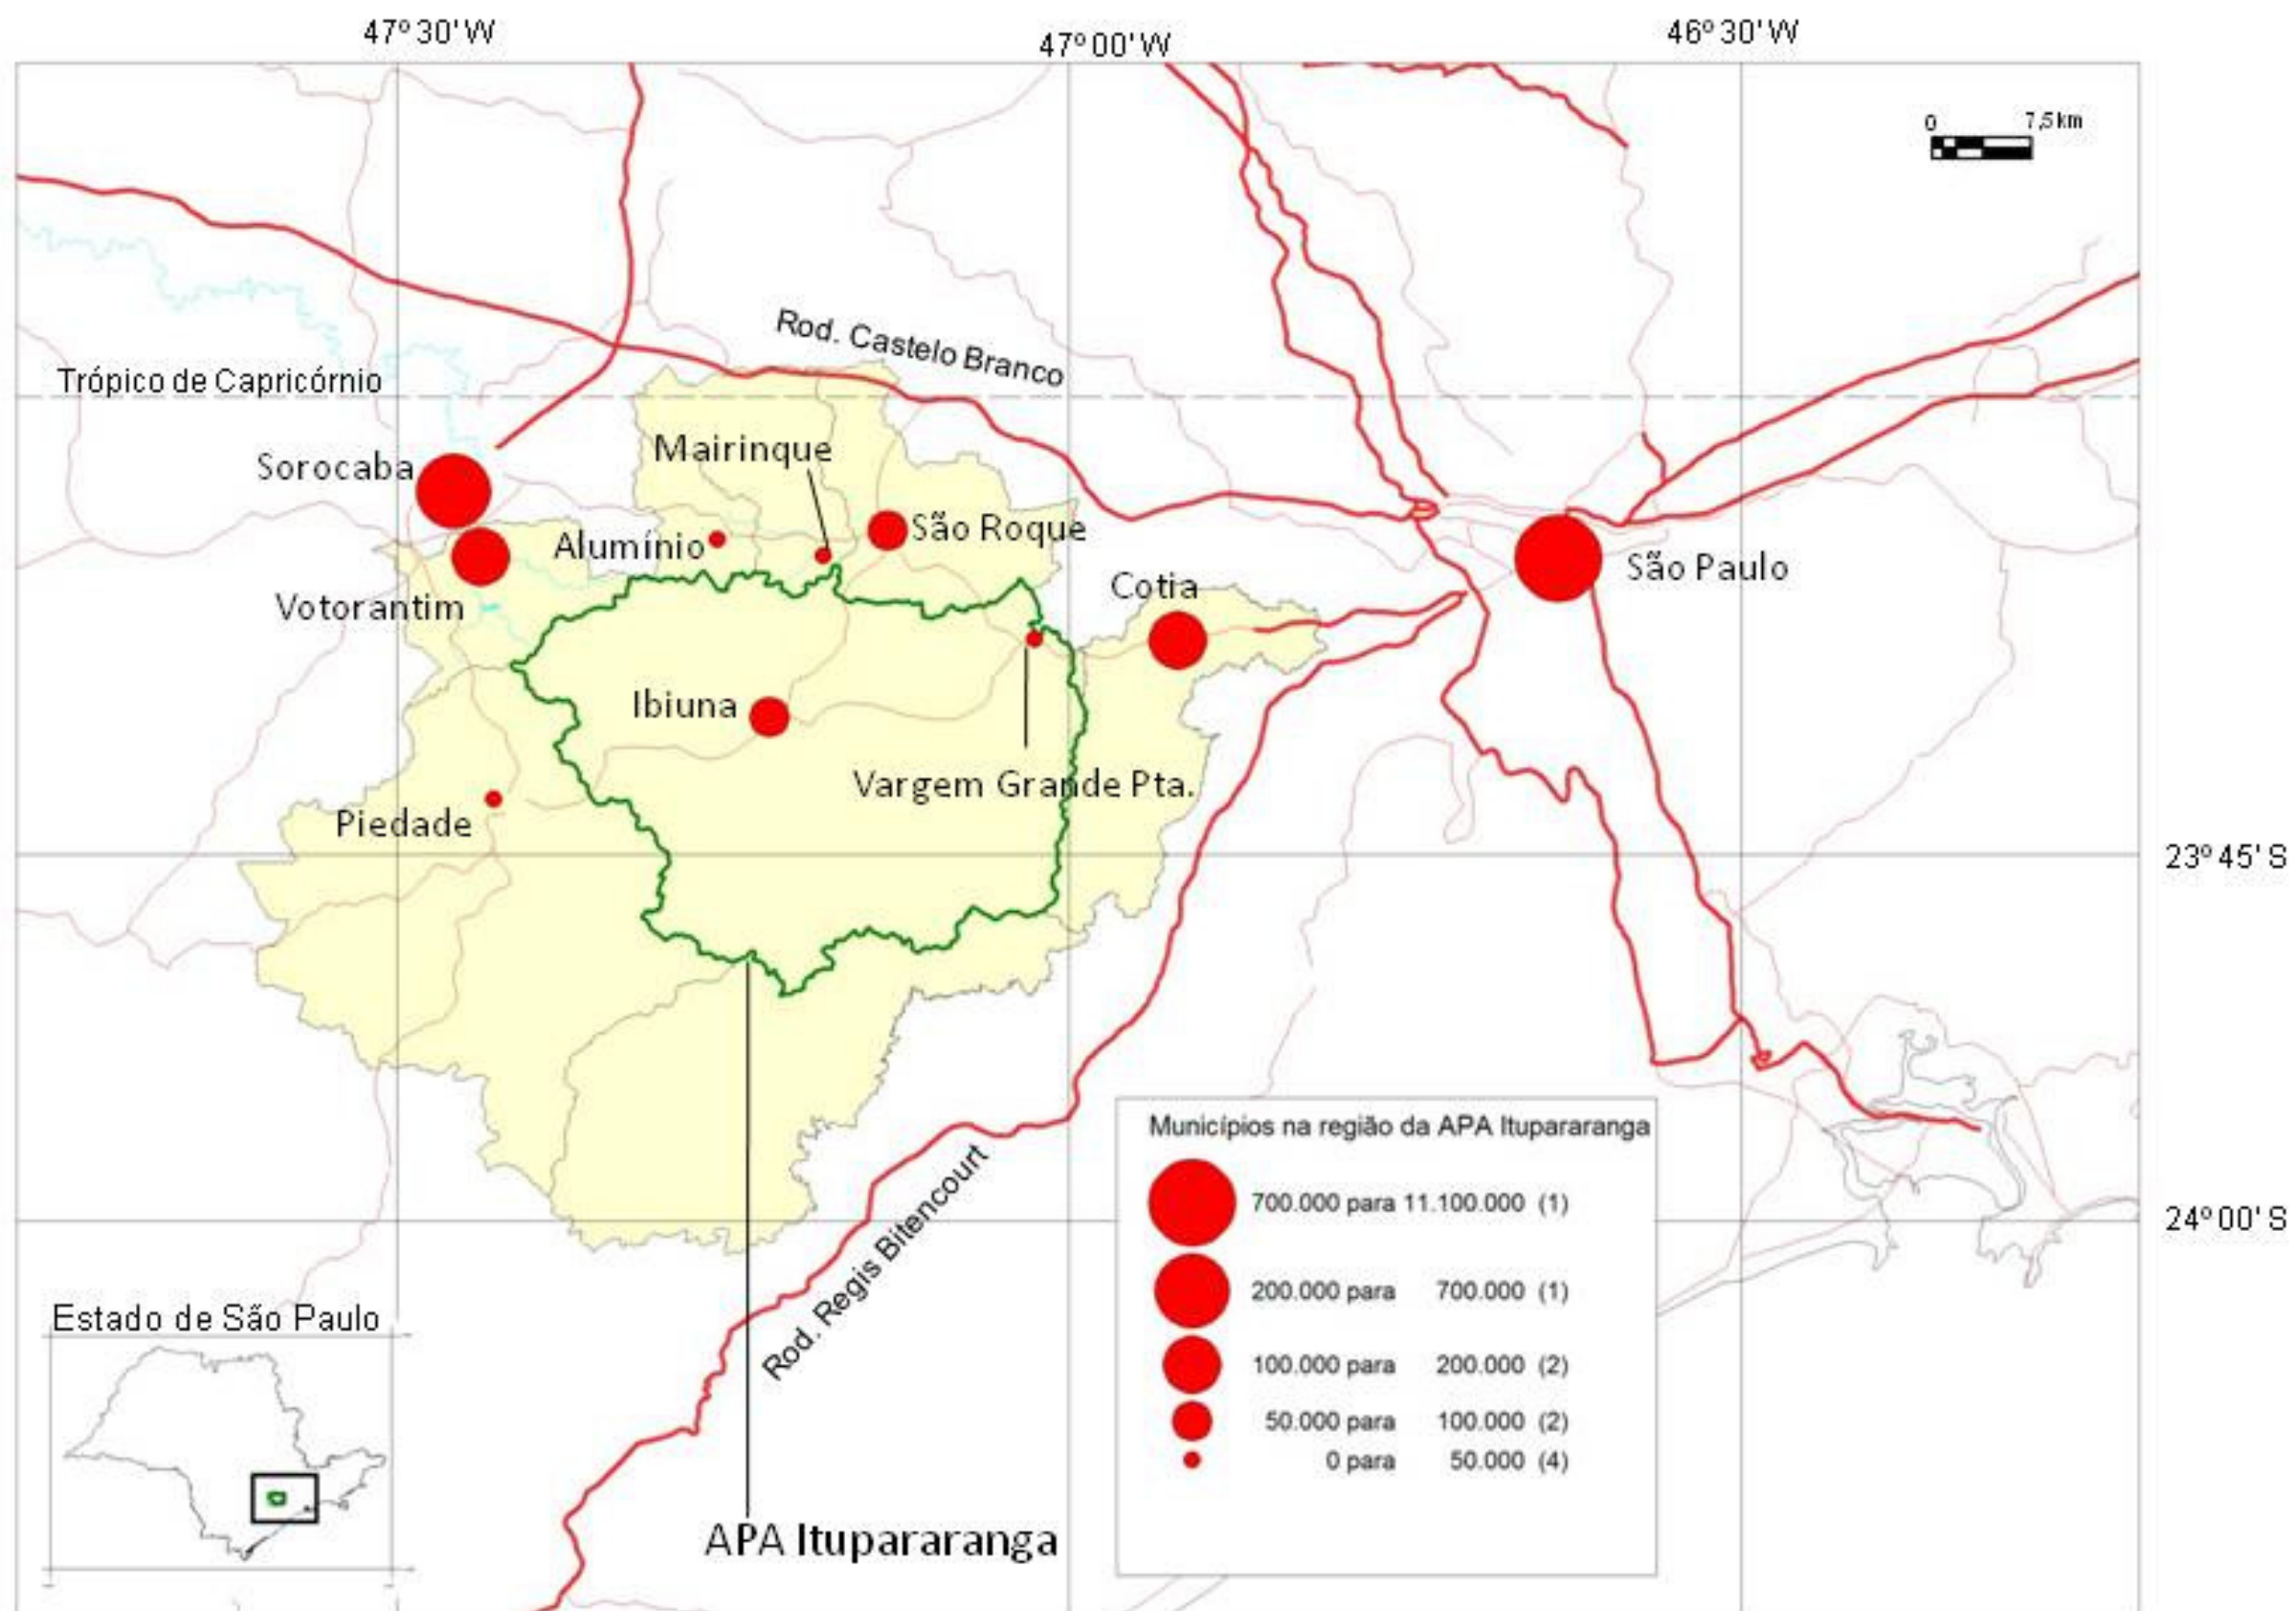 47º 30' W
47º 00' W
46º 30' W
0 7,5 km
Rod. Castelo Branco
Trópico de Capricórnio
Mairinque
Sorocaba
São Roque
Alumínio
São Paulo
Cotia
Votorantim
Ibiuna
Vargem Grande Pta.
Piedade
23º 45' S
Municípios na região da APA Itupararanga
700.000 para 11.100.000 (1)
24º 00' S
200.000 para 700.000 (1)
Rod. Regis Bitencourt
Estado de São Paulo
100.000 para 200.000 (2)
50.000 para 100.000 (2)
0 para 50.000 (4)
APA Itupararanga